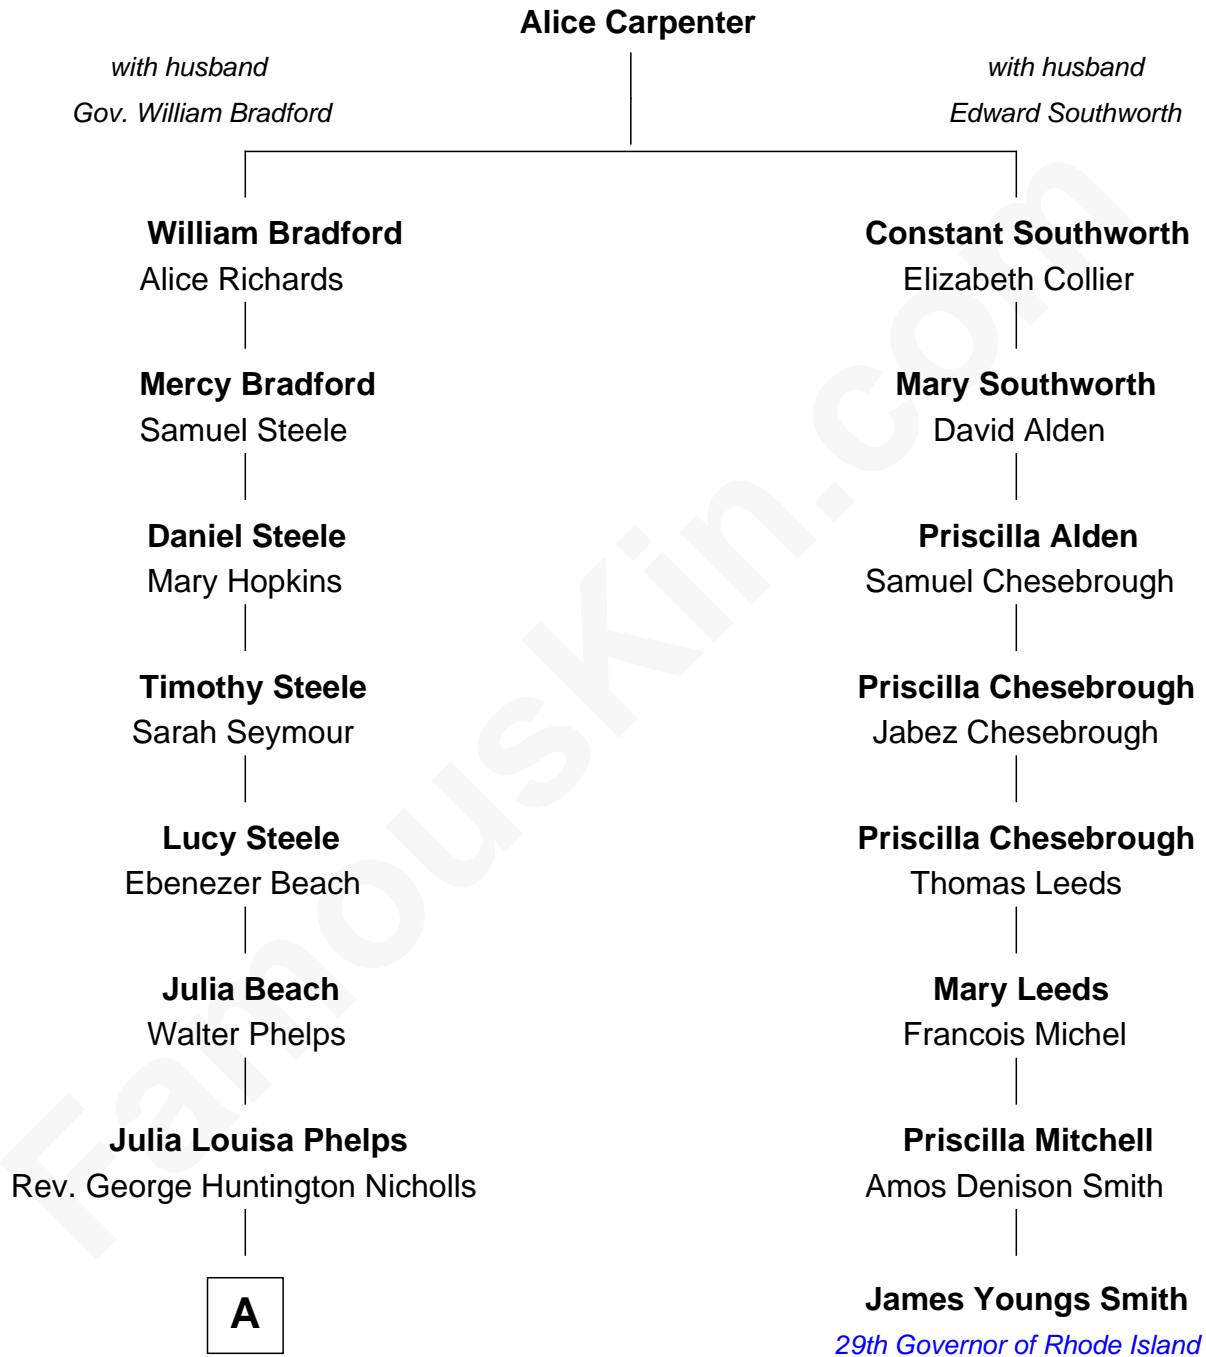 Alice Carpenter
with husband
Gov. William Bradford
with husband
Edward Southworth
William Bradford
Alice Richards
Constant Southworth
Elizabeth Collier
Mercy Bradford
Samuel Steele
Mary Southworth
David Alden
Daniel Steele
Mary Hopkins
Priscilla Alden
Samuel Chesebrough
Timothy Steele
Sarah Seymour
Priscilla Chesebrough
Jabez Chesebrough
Lucy Steele
Ebenezer Beach
Priscilla Chesebrough
Thomas Leeds
Julia Beach
Walter Phelps
Mary Leeds
Francois Michel
Julia Louisa Phelps
Rev. George Huntington Nicholls
Priscilla Mitchell
Amos Denison Smith
A
James Youngs Smith
29th Governor of Rhode Island
FamousKin.com